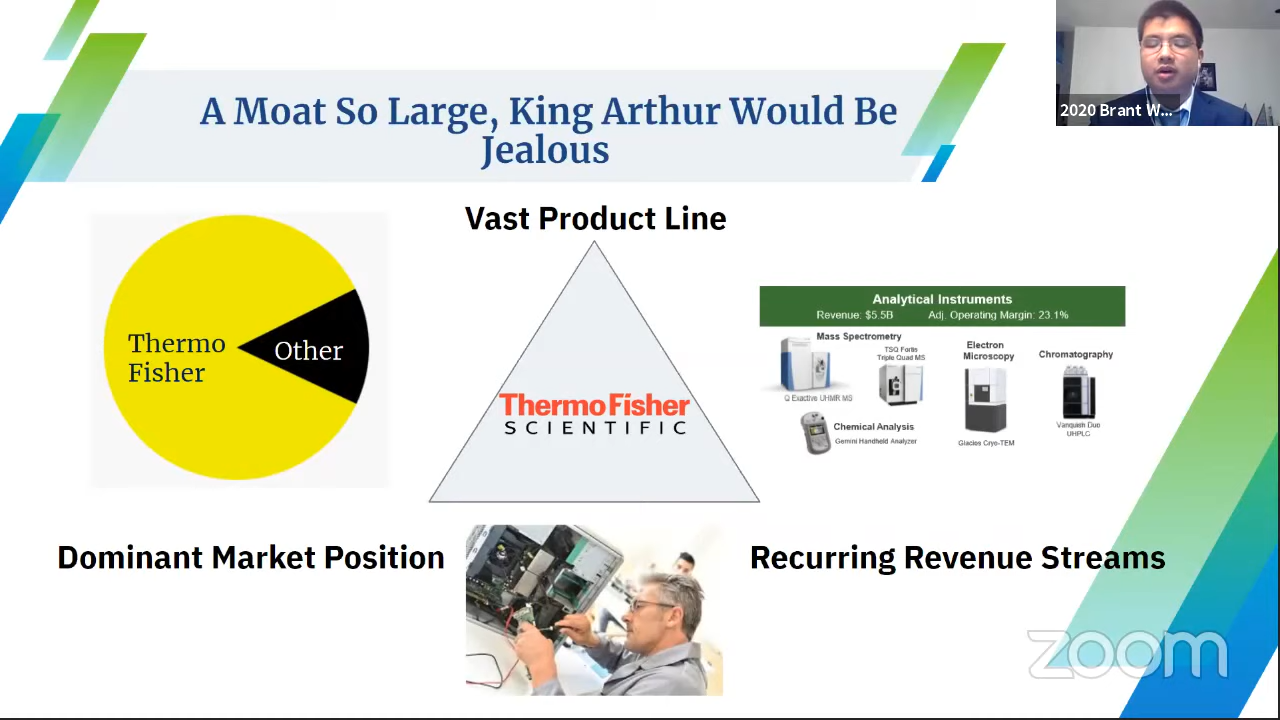 A Moat So Large, King Arthur Would Be
Jealous
2020 Brant W...
Vast Product Line
Thermo
Fisher
Other
ThermoFisher
SCIENTIFIC
Analytical Instruments
Revenue: $5.5B Adj. Operating Margin: 23.1%
Mass Spectrometry
TSQ Fortis
Triple Quad MS
Q Exactive UHMR MS
Electron
Microscopy
Chromatography
Chemical Analysis
Gemini Handheld Analyzer
Glacios Cryo-TEM
Vanquish Duo
UHPLC
Dominant Market Position
Recurring Revenue Streams
zoom